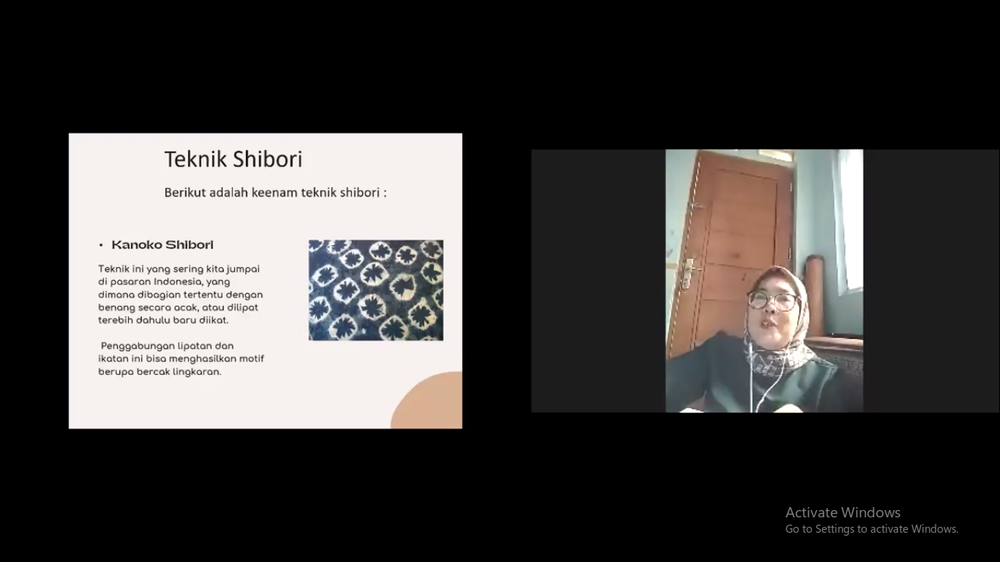 Teknik Shibori
Berikut adalah keenam teknik shibori :
• Kanoko Shibori
Teknik ini yang sering kita jumpai
di pasaran Indonesia, yang
dimana dibagian tertentu dengan
benang secara acak, atau dilipat
terebih dahulu baru diikat.
Penggabungan lipatan dan
ikatan ini bisa menghasilkan motif
berupa bercak lingkaran.
Activate Windows
Go to Settings to activate Windows.